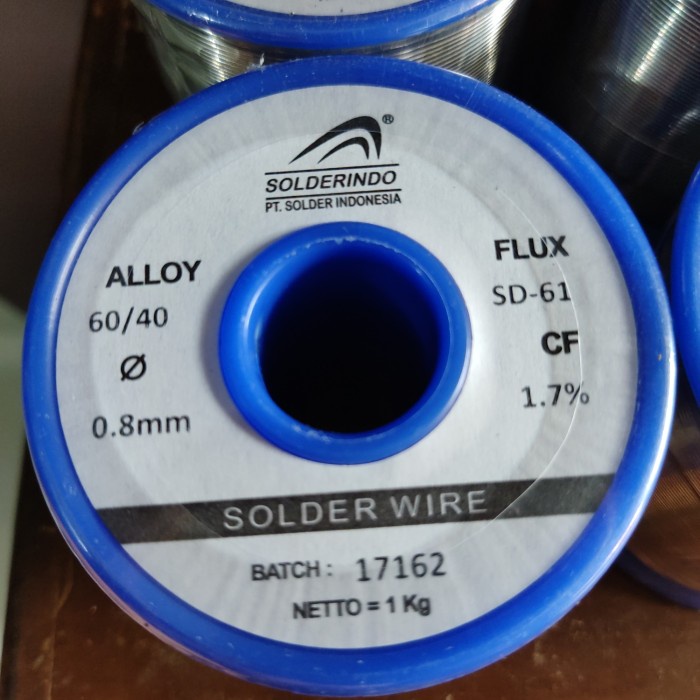 ®
SOLDERINDO
PT. SOLDER INDONESIA
ALLOY
60/40
Ø
0.8mm
FLUX
SD-61
CF
1.7%
SOLDER WIRE
BATCH: 17162
NETTO = 1 Kg